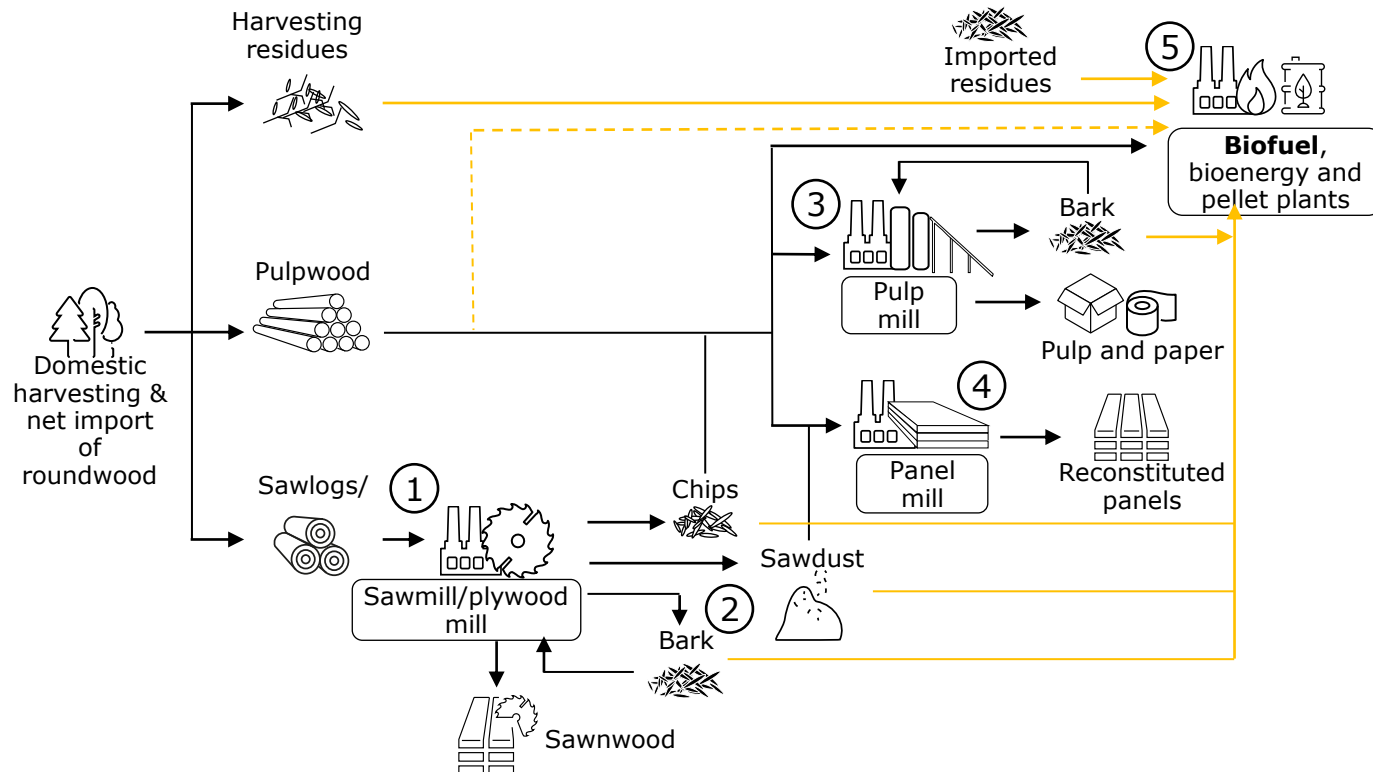 Harvesting
residues
Imported
residues
5
Biofuel,
bioenergy and
pellet plants
3
Bark
Pulpwood
Pulp
mill
Pulp and paper
Domestic
harvesting &
net import
of
roundwood
4
Panel
mill
Reconstituted
panels
Sawlogs/
1
Chips
Sawdust
Sawmill/plywood
mill
2
Bark
Sawnwood